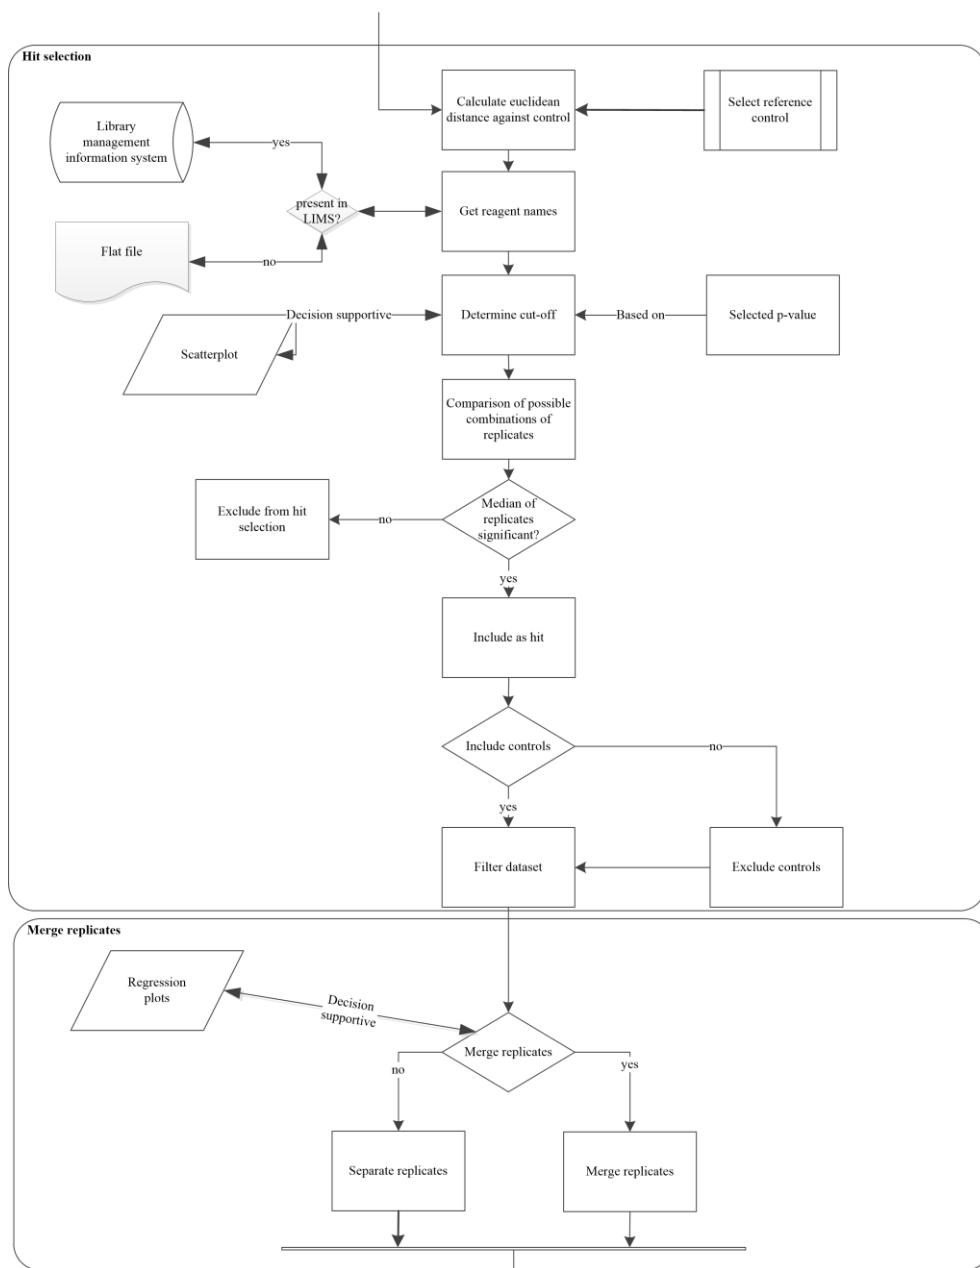 Hit selection
Calculate euclidean
distance against control
Select reference
control
Library
management
information system
yes
present in
LIMS?
Get reagent names
Flat file
no
Decision supportive
Determine cut-off
Based on
Selected p-value
Scatterplot
Comparison of possible
combinations of
replicates
Exclude from hit
selection
no
Median of
replicates
significant?
yes
Include as hit
Include controls
no
yes
Filter dataset
Exclude controls
Merge replicates
Regression
plots
Decision
supportive
Merge replicates
no
yes
Separate replicates
Merge replicates